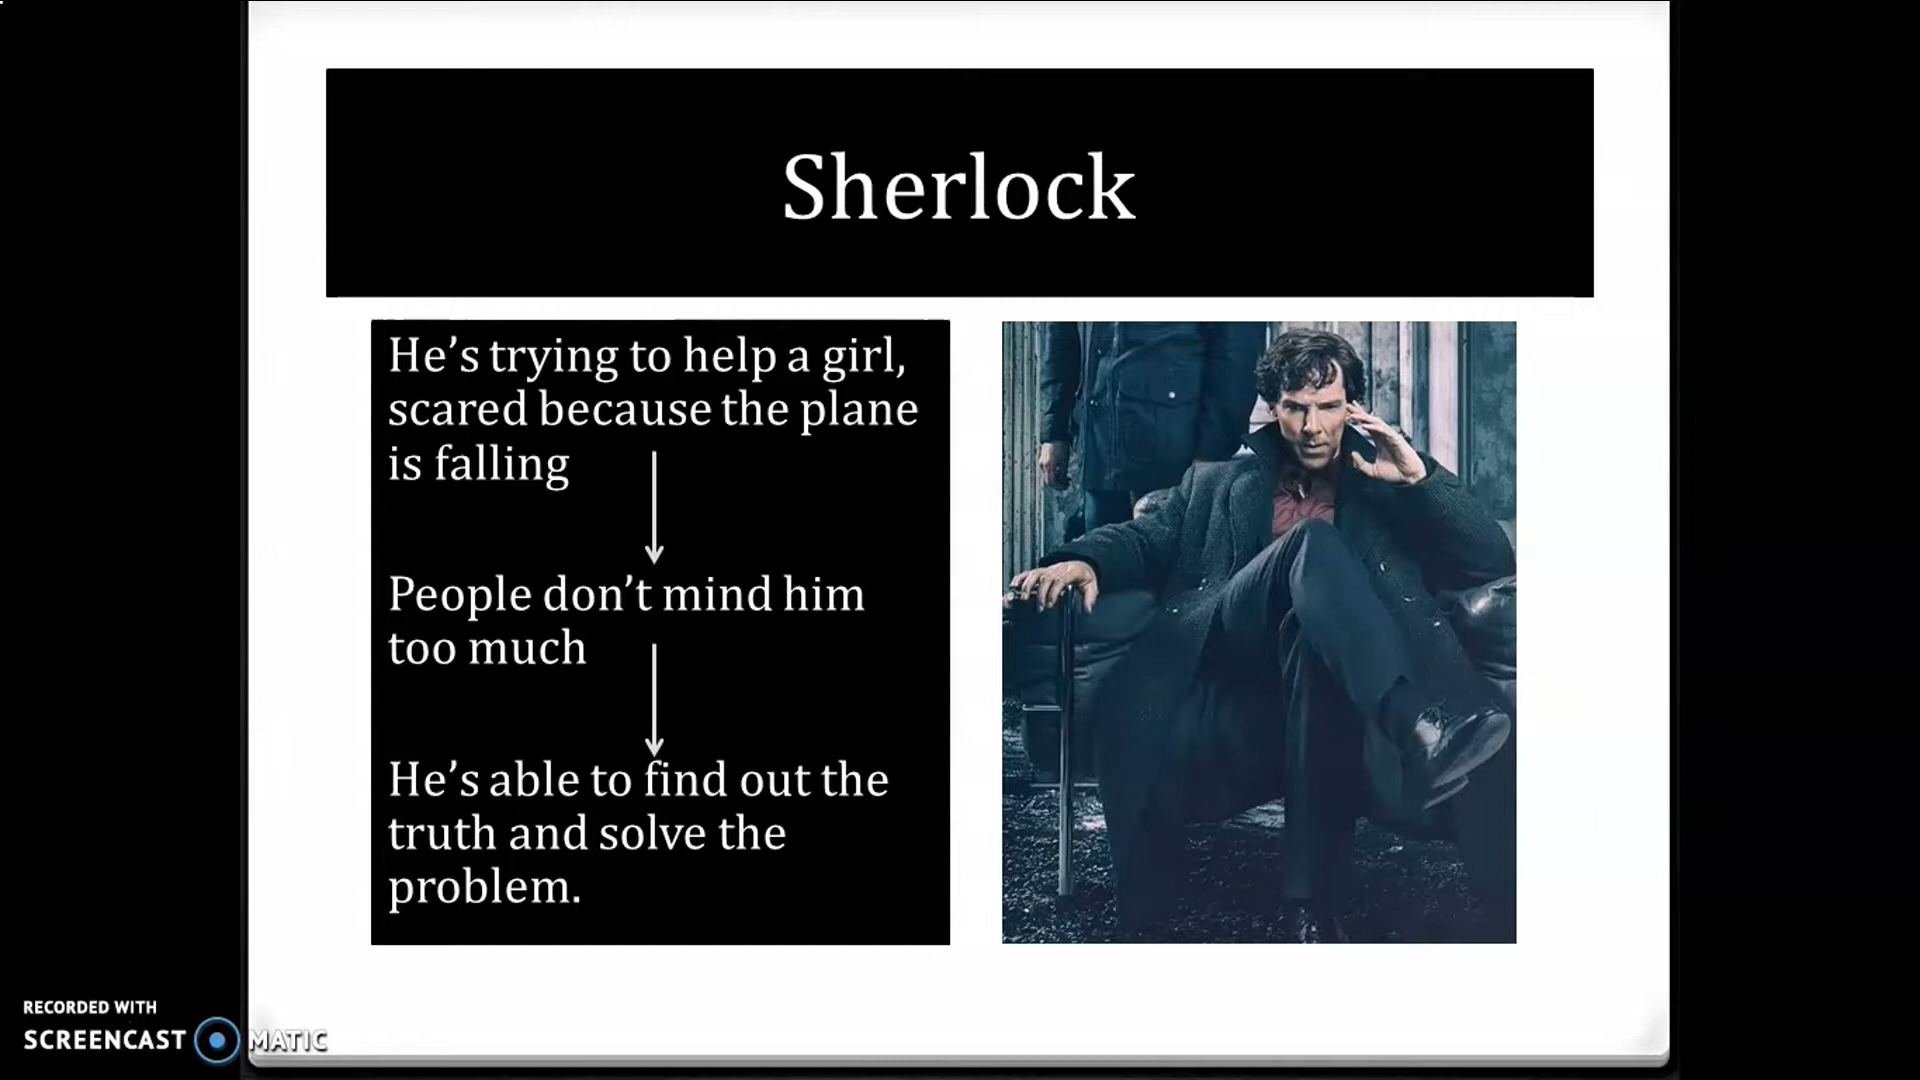 Sherlock
He’s trying to help a girl,
scared because the plane
is falling
People don’t mind him
too much
He’s able to find out the
truth and solve the
problem.
RECORDED WITH
SCREENCAST MATIC